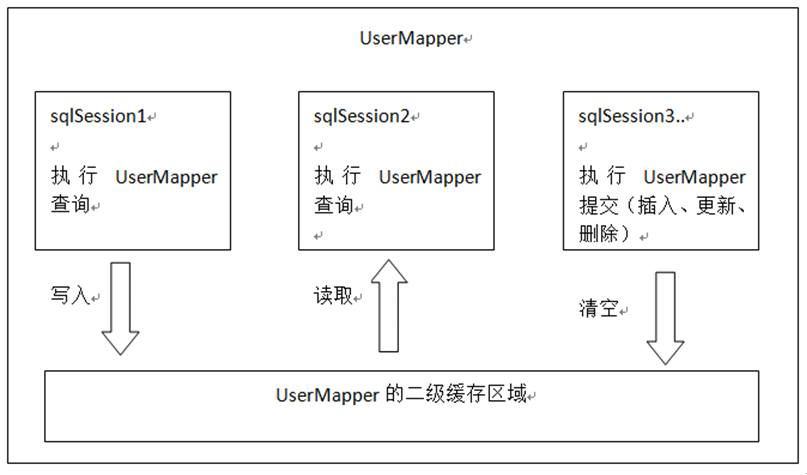 UserMapper
sqlSession1
执行 UserMapper
查询
sqlSession2
执行 UserMapper
查询
sqlSession3..
执行 UserMapper
提交（插入、更新、
删除）
写入
读取
清空
UserMapper 的二级缓存区域